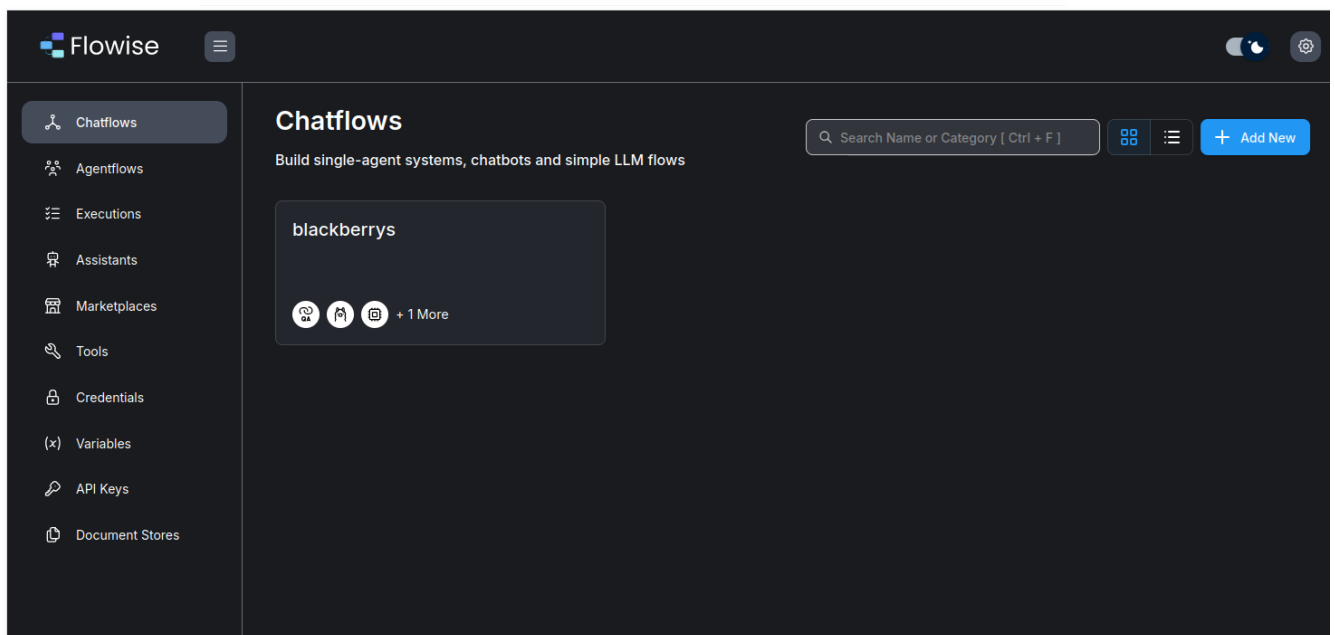 Flowise
Chatflows
Agentflows
Executions
Assistants
Marketplaces
Tools
Credentials
(x) Variables
API Keys
Document Stores
Chatflows
Build single-agent systems, chatbots and simple LLM flows
Search Name or Category [ Ctrl + F ]
Add New
blackberrys
QA
+ 1 More